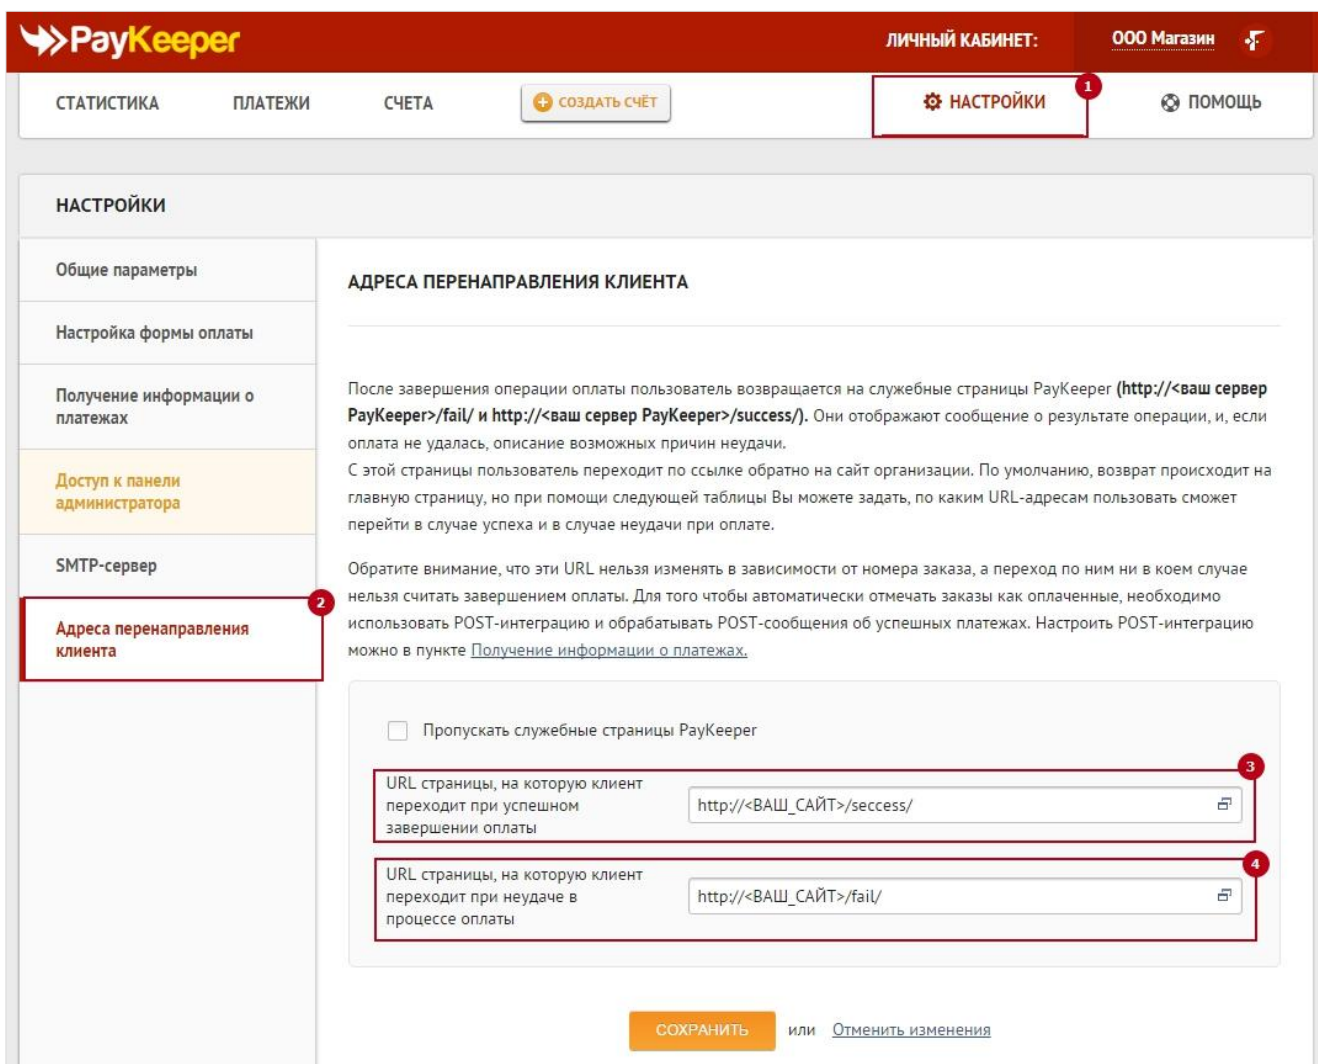 PayKeeper
ЛИЧНЫЙ КАБИНЕТ:
ООО Магазин
СТАТИСТИКА
ПЛАТЕЖИ
СЧЕТА
СОЗДАТЬ СЧЁТ
НАСТРОЙКИ
1
ПОМОЩЬ
НАСТРОЙКИ
Общие параметры
Настройка формы оплаты
Получение информации о
платежах
Доступ к панели
администратора
SMTP-сервер
2
Адреса перенаправления
клиента
АДРЕСА ПЕРЕНАПРАВЛЕНИЯ КЛИЕНТА
После завершения операции оплаты пользователь возвращается на служебные страницы PayKeeper (http://<ваш сервер
PayKeeper>/fail/ и http://<ваш сервер PayKeeper>/success/). Они отображают сообщение о результате операции, и, если
оплата не удалась, описание возможных причин неудачи.
С этой страницы пользователь переходит по ссылке обратно на сайт организации. По умолчанию, возврат происходит на
главную страницу, но при помощи следующей таблицы Вы можете задать, по каким URL-адресам пользовать сможет
перейти в случае успеха и в случае неудачи при оплате.
Обратите внимание, что эти URL нельзя изменять в зависимости от номера заказа, а переход по ним ни в коем случае
нельзя считать завершением оплаты. Для того чтобы автоматически отмечать заказы как оплаченные, необходимо
использовать POST-интеграцию и обрабатывать POST-сообщения об успешных платежах. Настроить POST-интеграцию
можно в пункте Получение информации о платежах.
Пропускать служебные страницы PayKeeper
3
URL страницы, на которую клиент
переходит при успешном
завершении оплаты
http://<ВАШ_САЙТ>/seccess/
4
URL страницы, на которую клиент
переходит при неудаче в
процессе оплаты
http://<ВАШ_САЙТ>/fail/
СОХРАНИТЬ
или
Отменить изменения